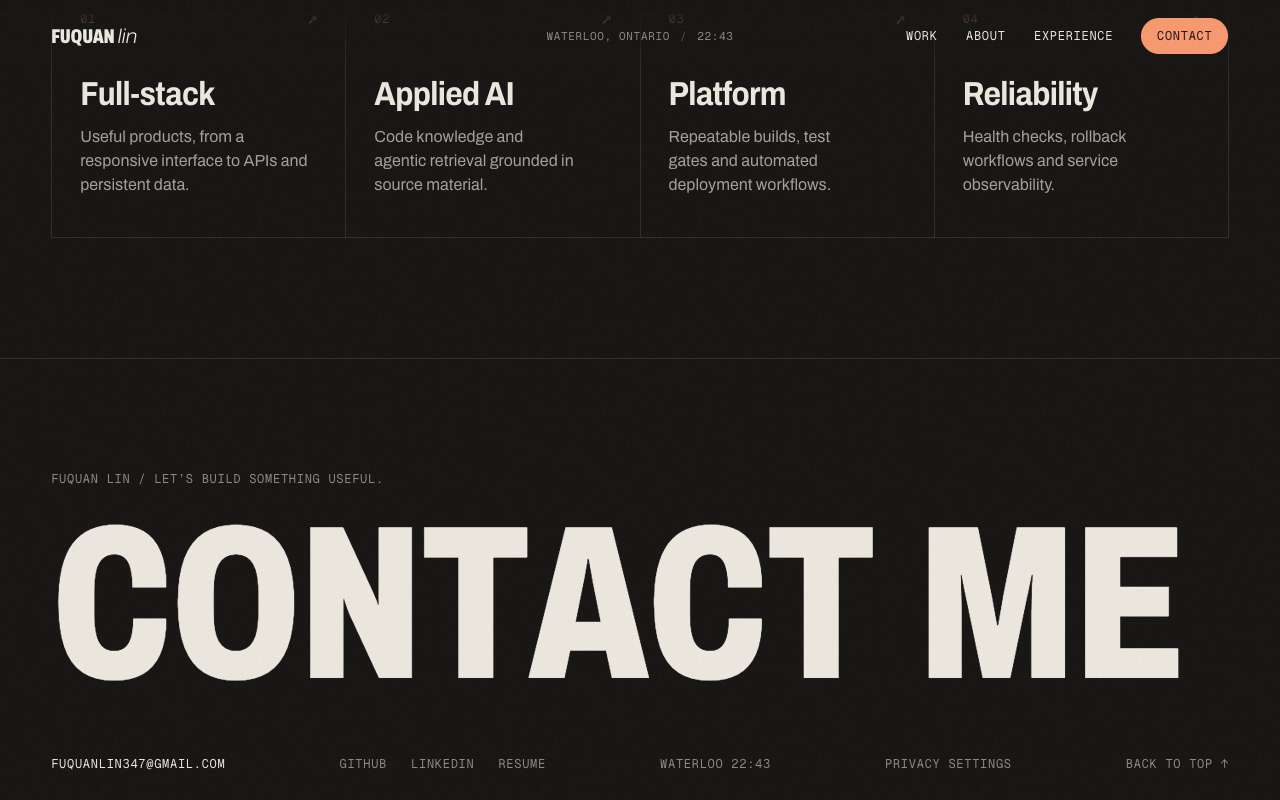 01 ↗ 02 ↗ 03 ↗ 04
FUQUAN lin
WATERLOO, ONTARIO / 22:43
WORK ABOUT EXPERIENCE CONTACT
Full-stack
Useful products, from a
responsive interface to APIs and
persistent data.
Applied AI
Code knowledge and
agentic retrieval grounded in
source material.
Platform
Repeatable builds, test
gates and automated
deployment workflows.
Reliability
Health checks, rollback
workflows and service
observability.
FUQUAN LIN / LET'S BUILD SOMETHING USEFUL.
CONTACT ME
FUQUANLIN347@GMAIL.COM GITHUB LINKEDIN RESUME WATERLOO 22:43 PRIVACY SETTINGS BACK TO TOP ↑